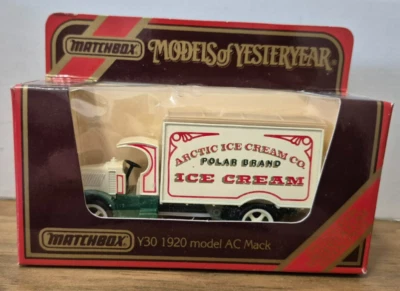 MATCHBOX
MODELS of YESTERYEAR®
ARCTIC ICE CREAM CO.
POLAR BRAND
ICE CREAM
MATCHBOX
Y30 1920 model AC Mack